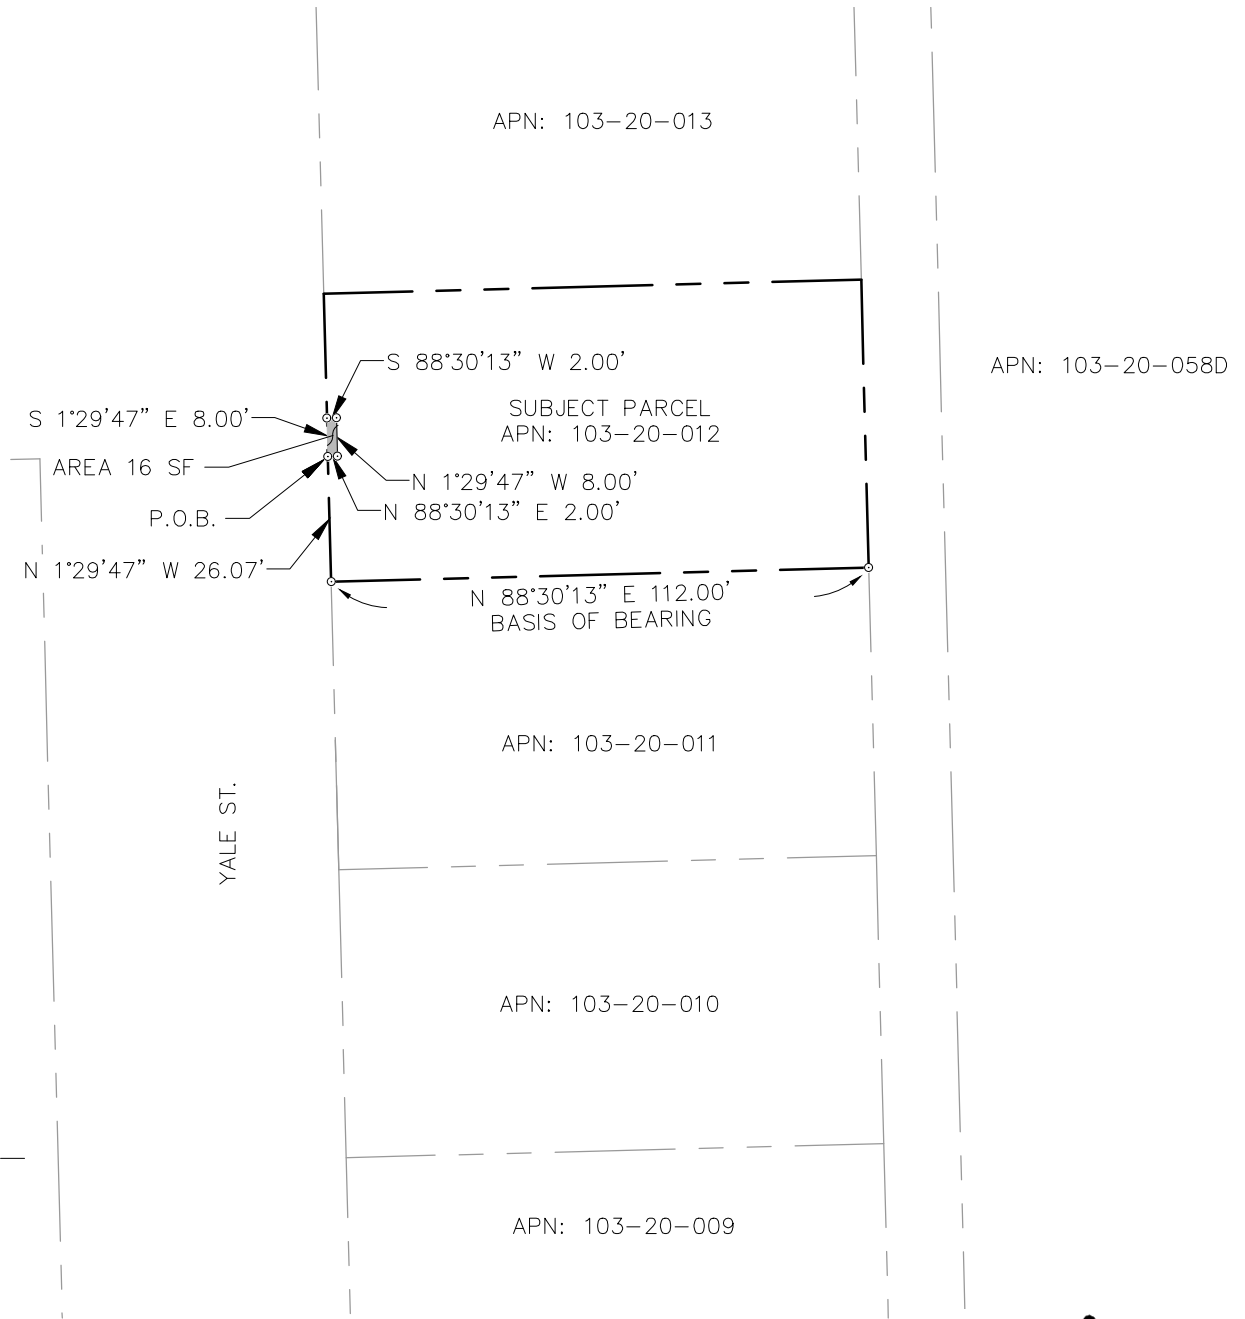 APN: 103-20-013
S 88°30'13" W 2.00'
APN: 103-20-058D
S 1°29'47" E 8.00'
SUBJECT PARCEL
APN: 103-20-012
AREA 16 SF
N 1°29'47" W 8.00'
N 88°30'13" E 2.00'
P.O.B.
N 1°29'47" W 26.07'
N 88°30'13" E 112.00'
BASIS OF BEARING
APN: 103-20-011
YALE ST.
APN: 103-20-010
APN: 103-20-009